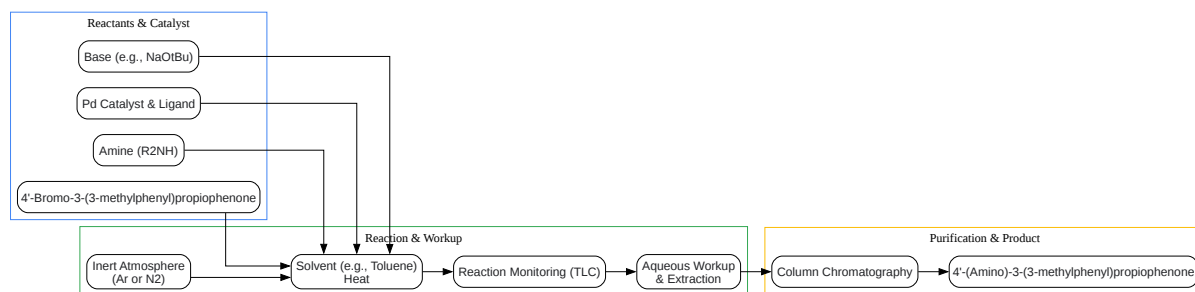 Reactants & Catalyst
Base (e.g., NaOtBu)
Pd Catalyst & Ligand
Amine (R2NH)
4'-Bromo-3-(3-methylphenyl)propiophenone
Reaction & Workup
Inert Atmosphere
(Ar or N2)
Solvent (e.g., Toluene)
Heat
Reaction Monitoring (TLC)
Aqueous Workup
& Extraction
Purification & Product
Column Chromatography
4'-(Amino)-3-(3-methylphenyl)propiophenone